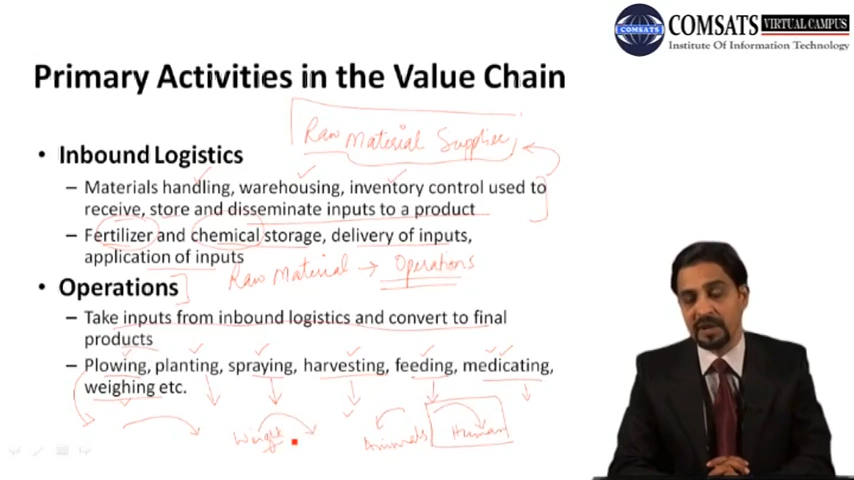 COMSATS VIRTUAL CAMPUS
Institute Of Information Technology
COMSATS
Primary Activities in the Value Chain
Raw Material Supplier
• Inbound Logistics
– Materials handling, warehousing, inventory control used to
receive, store and disseminate inputs to a product
– Fertilizer and chemical storage, delivery of inputs,
application of inputs
Raw Material → Operations
• Operations
– Take inputs from inbound logistics and convert to final
products
– Plowing, planting, spraying, harvesting, feeding, medicating,
weighing etc.
Weight
Animals Human